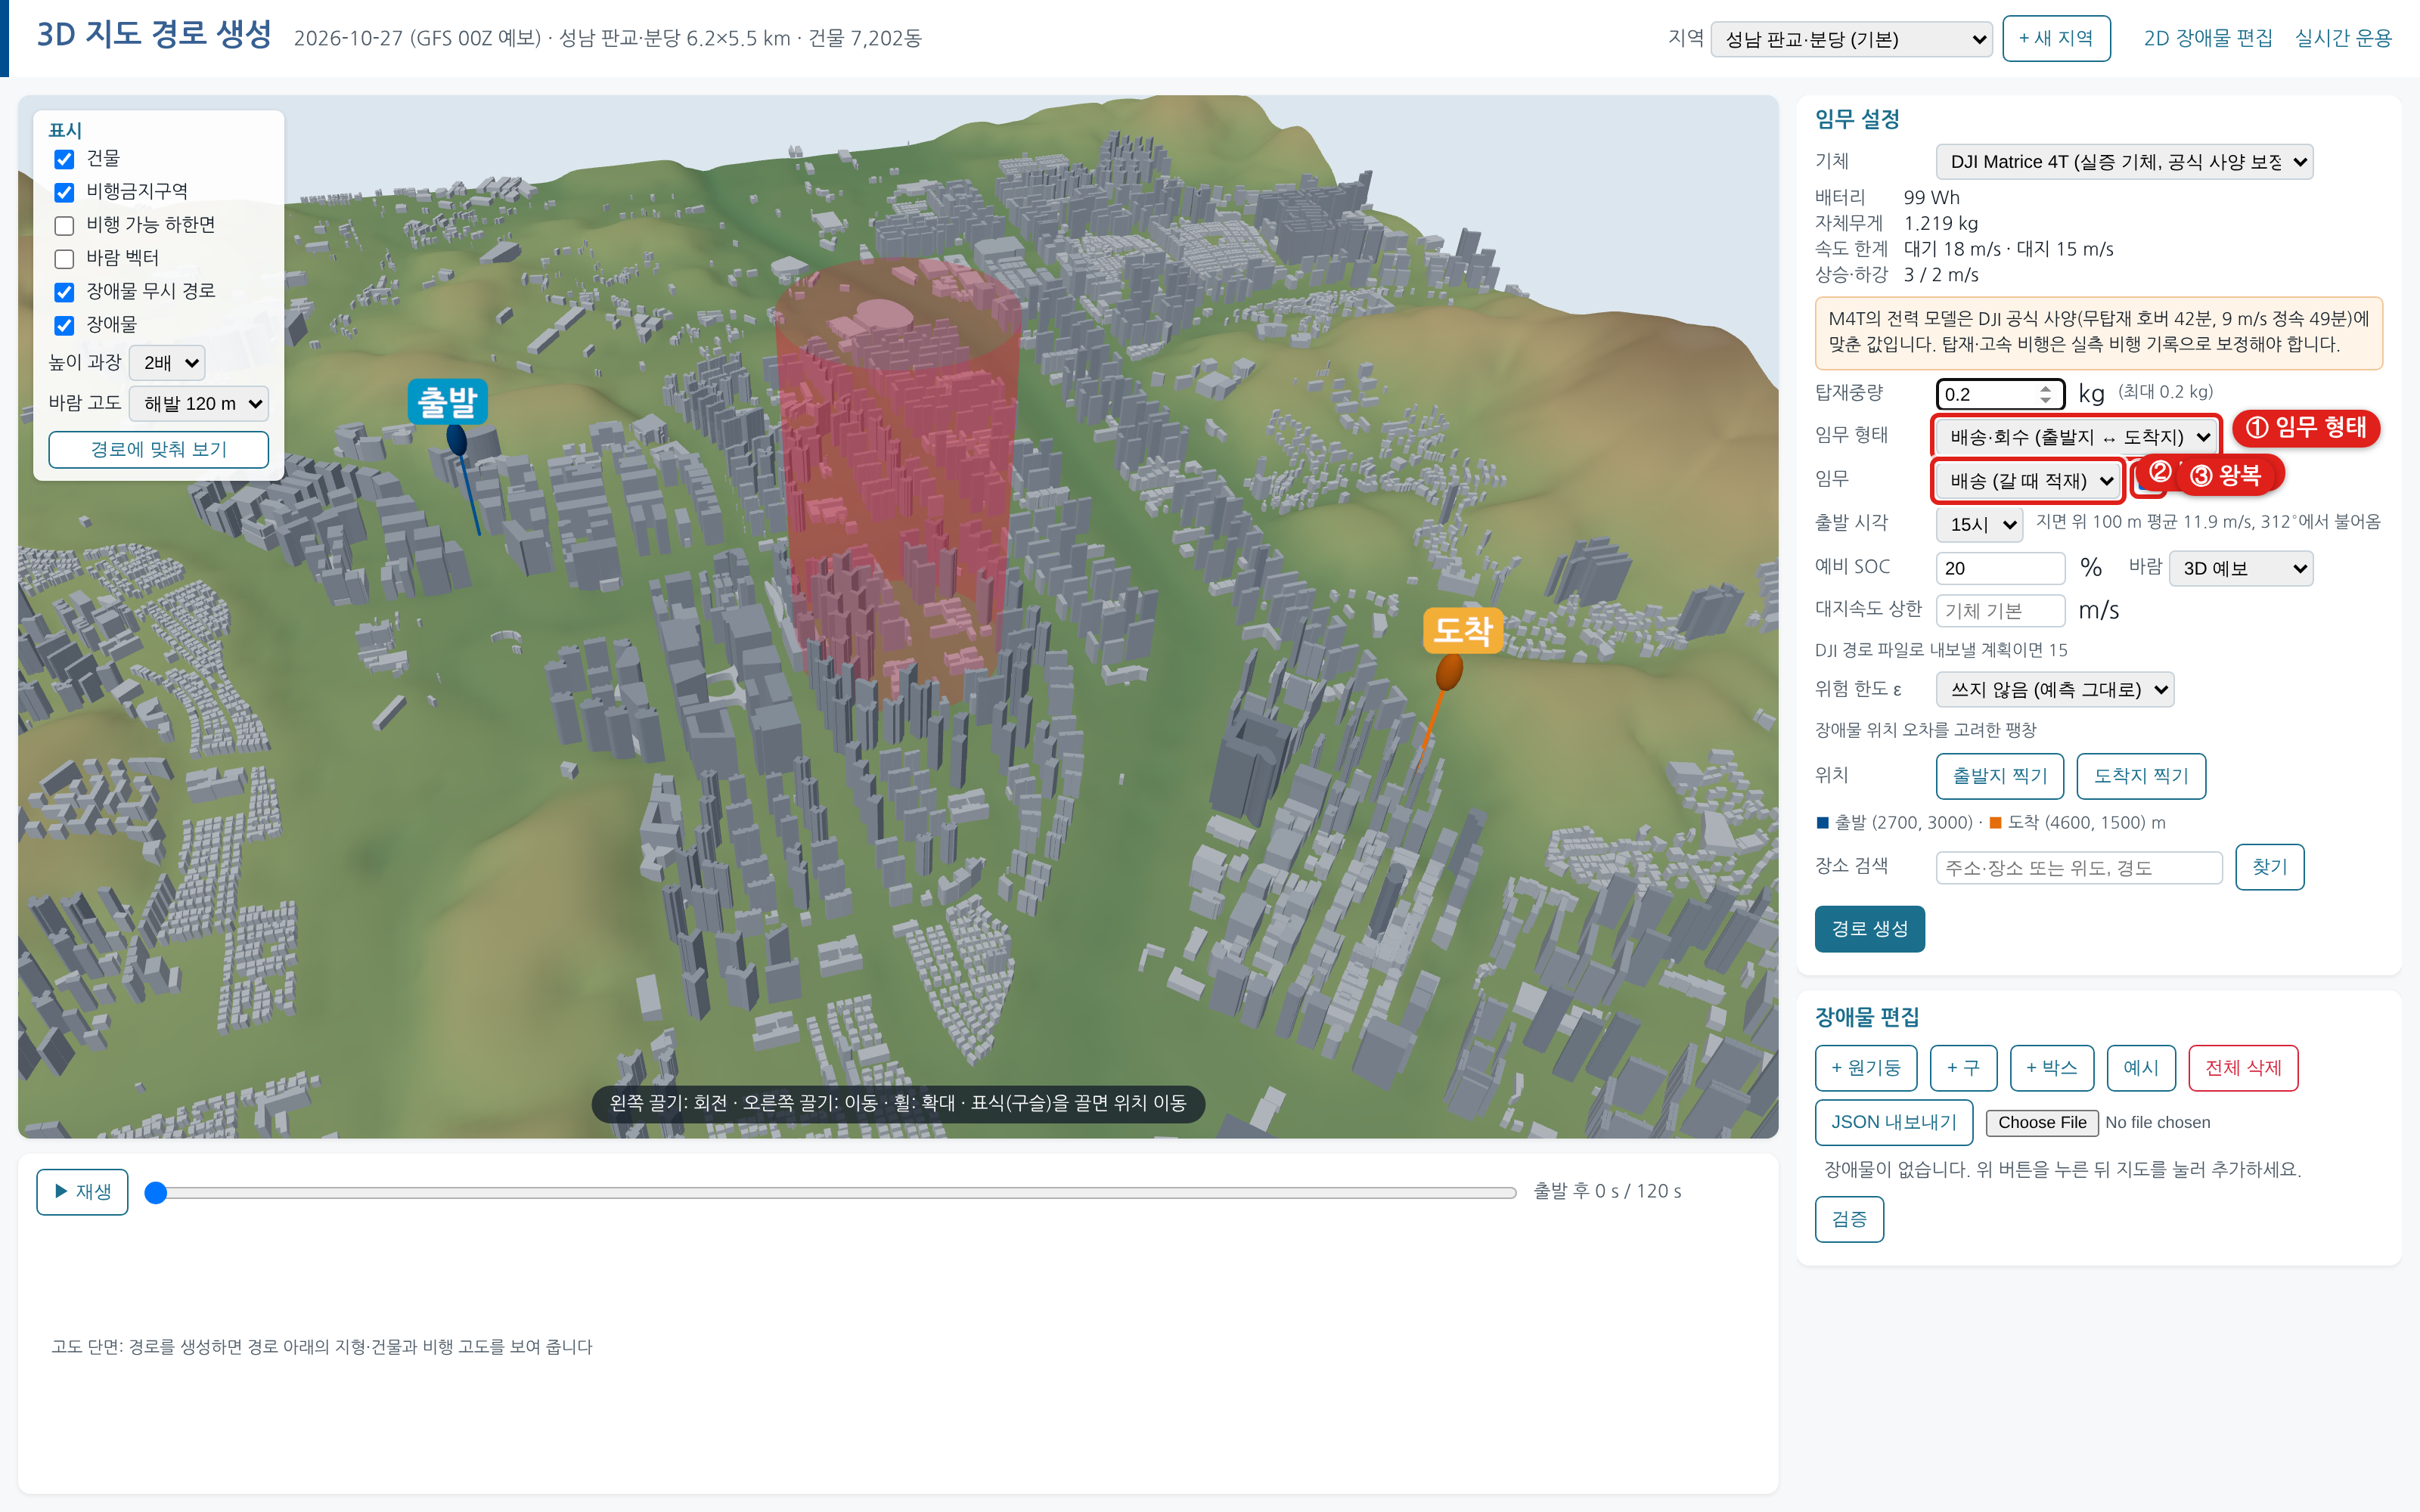 3D 지도 경로 생성
2026-10-27 (GFS 00Z 예보) · 성남 판교·분당 6.2×5.5 km · 건물 7,202동
지역 성남 판교·분당 (기본) + 새 지역 2D 장애물 편집 실시간 운용
표시
건물
비행금지구역
비행 가능 하한면
바람 벡터
장애물 무시 경로
장애물
높이 과장 2배
바람 고도 해발 120 m
경로에 맞춰 보기
출발
도착
왼쪽 끌기: 회전 · 오른쪽 끌기: 이동 · 휠: 확대 · 표식(구슬)을 끌면 위치 이동
▶ 재생 출발 후 0 s / 120 s
고도 단면: 경로를 생성하면 경로 아래의 지형·건물과 비행 고도를 보여 줍니다
임무 설정
기체 DJI Matrice 4T (실증 기체, 공식 사양 보정
배터리 99 Wh
자체무게 1.219 kg
속도 한계 대기 18 m/s · 대지 15 m/s
상승·하강 3 / 2 m/s
M4T의 전력 모델은 DJI 공식 사양(무탑재 호버 42분, 9 m/s 정속 49분)에
맞춘 값입니다. 탑재·고속 비행은 실측 비행 기록으로 보정해야 합니다.
탑재중량 0.2 kg (최대 0.2 kg)
임무 형태 배송·회수 (출발지 ↔ 도착지) ① 임무 형태
임무 배송 (갈 때 적재) ② ③ 왕복
출발 시각 15시 지면 위 100 m 평균 11.9 m/s, 312°에서 불어옴
예비 SOC 20 % 바람 3D 예보
대지속도 상한 기체 기본 m/s
DJI 경로 파일로 내보낼 계획이면 15
위험 한도 ε 쓰지 않음 (예측 그대로)
장애물 위치 오차를 고려한 팽창
위치 출발지 찍기 도착지 찍기
■ 출발 (2700, 3000) · ■ 도착 (4600, 1500) m
장소 검색 주소·장소 또는 위도, 경도 찾기
경로 생성
장애물 편집
+ 원기둥 + 구 + 박스 예시 전체 삭제
JSON 내보내기 Choose File No file chosen
장애물이 없습니다. 위 버튼을 누른 뒤 지도를 눌러 추가하세요.
검증